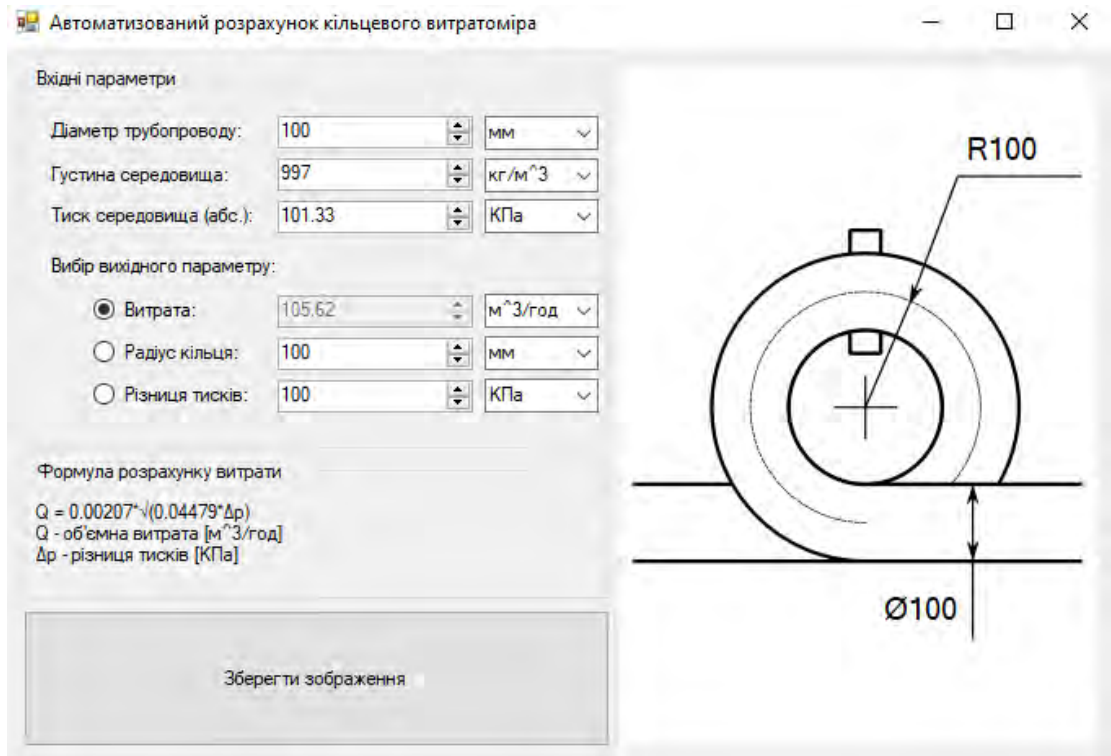 Автоматизований розрахунок кільцевого витратоміра
Вхідні параметри
Діаметр трубопроводу: 100 мм
Густина середовища: 997 кг/м^3
Тиск середовища (абс.): 101.33 КПа
Вибір вихідного параметру:
Витрата: 105.62 м^3/год
Радіус кільця: 100 мм
Різниця тисків: 100 КПа
Формула розрахунку витрати
Q = 0.00207*√(0.04479*Δp)
Q - об'ємна витрата [м^3/год]
Δp - різниця тисків [КПа]
Зберегти зображення
R100
Ø100